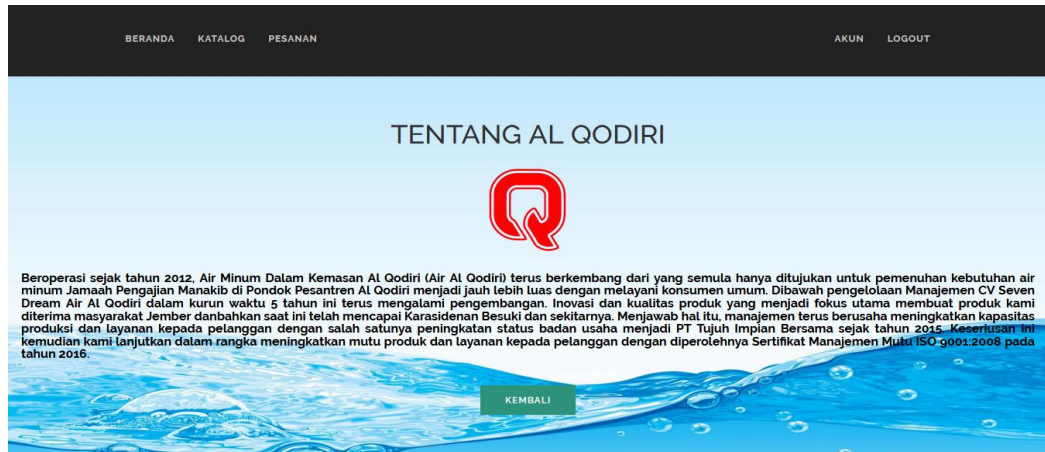 BERANDA KATALOG PESANAN AKUN LOGOUT
TENTANG AL QODIRI
Q
Beroperasi sejak tahun 2012, Air Minum Dalam Kemasan Al Qodiri (Air Al Qodiri) terus berkembang dari yang semula hanya ditujukan untuk pemenuhan kebutuhan air
minum Jamaah Pengajian Manakib di Pondok Pesantren Al Qodiri menjadi jauh lebih luas dengan melayani konsumen umum. Dibawah pengelolaan Manajemen CV Seven
Dream Air Al Qodiri dalam kurun waktu 5 tahun ini terus mengalami pengembangan. Inovasi dan kualitas produk yang menjadi fokus utama membuat produk kami
diterima masyarakat Jember danbahkan saat ini telah mencapai Karasidenan Besuki dan sekitarnya. Menjawab hal itu, manajemen terus berusaha meningkatkan kapasitas
produksi dan layanan kepada pelanggan dengan salah satunya peningkatan status badan usaha menjadi PT Tujuh Impian Bersama sejak tahun 2015. Keseriusan ini
kemudian kami lanjutkan dalam rangka meningkatkan mutu produk dan layanan kepada pelanggan dengan diperolehnya Sertifikat Manajemen Mutu ISO 9001:2008 pada
tahun 2016.
KEMBALI